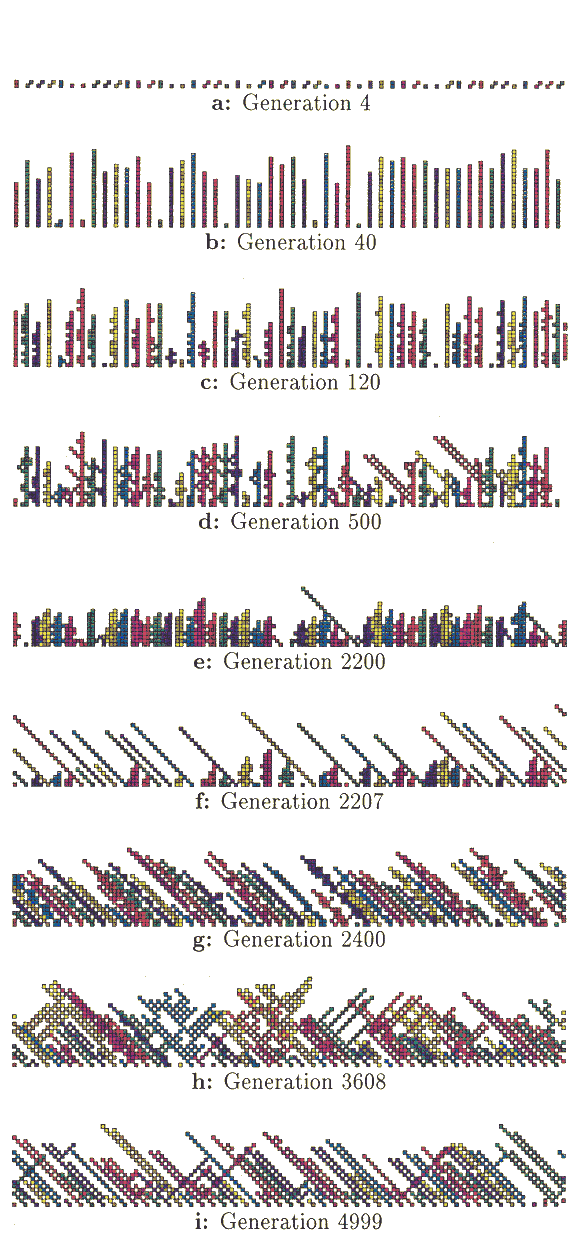 a: Generation 4
b: Generation 40
c: Generation 120
d: Generation 500
e: Generation 2200
f: Generation 2207
g: Generation 2400
h: Generation 3608
i: Generation 4999